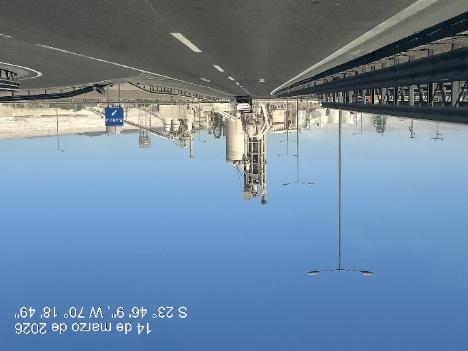 14 de marzo de 2026
S 23° 46' 9", W 70° 18' 49"